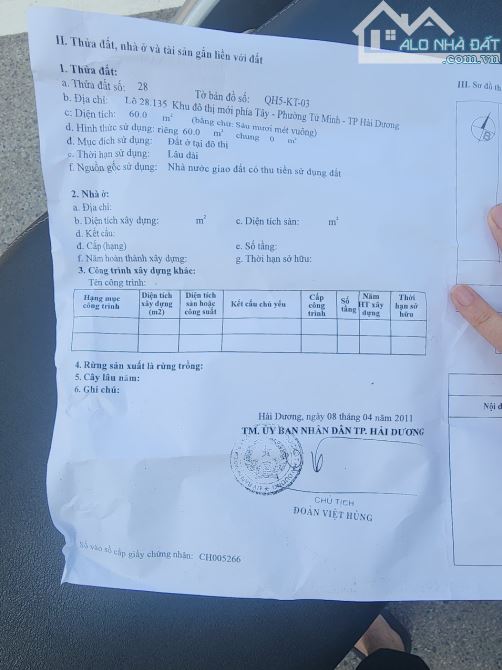 ALO NHÀ ĐẤT
II. Thửa đất, nhà ở và tài sản gắn liền với đất
III. Sơ đồ th
1. Thửa đất:
a. Thửa đất số: 28 Tờ bản đồ số: QH5-KT-03
b. Địa chỉ: Lô 28.135 Khu đô thị mới phía Tây - Phường Tứ Minh - TP Hải Dương
c. Diện tích: 60.0 m² (bằng chữ: Sáu mươi mét vuông)
d. Hình thức sử dụng: riêng 60.0 m² chung 0 m²
đ. Mục đích sử dụng: Đất ở tại đô thị
e. Thời hạn sử dụng: Lâu dài
f. Nguồn gốc sử dụng: Nhà nước giao đất có thu tiền sử dụng đất
2. Nhà ở:
a. Địa chỉ:
b. Diện tích xây dựng: m² c. Diện tích sàn: m²
d. Kết cấu:
đ. Cấp (hạng) e. Số tầng:
f. Năm hoàn thành xây dựng: g. Thời hạn sở hữu:
3. Công trình xây dựng khác:
Tên công trình:
Hạng mục công trình
Diện tích xây dựng (m2)
Diện tích sàn hoặc công suất
Kết cấu chủ yếu
Cấp công trình
Số tầng
Năm HT xây dựng
Thời hạn sở hữu
4. Rừng sản xuất là rừng trồng:
5. Cây lâu năm:
6. Ghi chú:
Nội d
Hải Dương, ngày 08 tháng 04 năm 2011
TM. ỦY BAN NHÂN DÂN TP. HẢI DƯƠNG
CHỦ TỊCH
ĐOÀN VIỆT HÙNG
Số vào sổ cấp giấy chứng nhận: CH005266